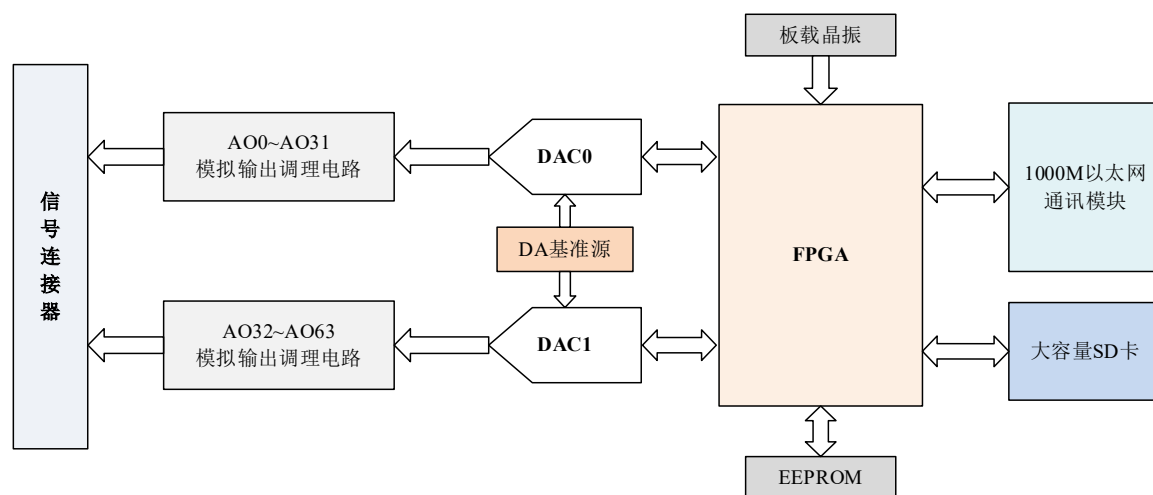 板载晶振
AO0~AO31
模拟输出调理电路
DAC0
1000M以太网
通讯模块
信
号
连
接
器
DA基准源
FPGA
AO32~AO63
模拟输出调理电路
DAC1
大容量SD卡
EEPROM